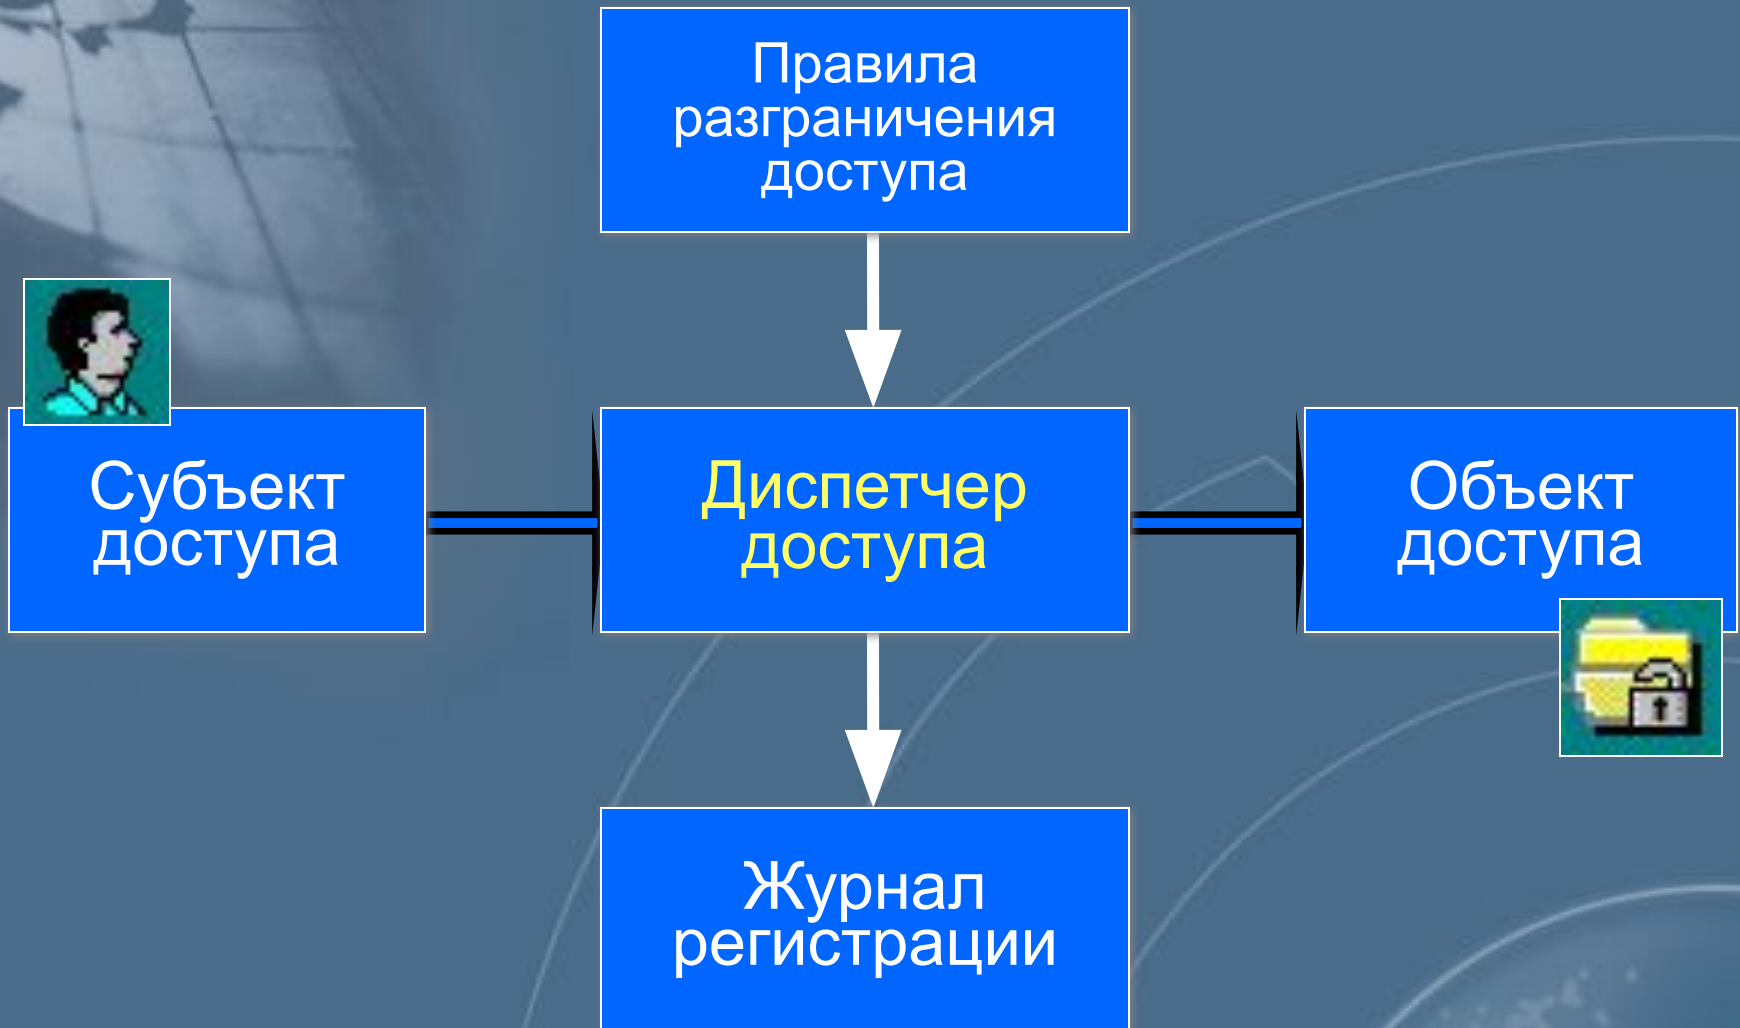 Правила
разграничения
доступа
Субъект
доступа
Диспетчер
доступа
Объект
доступа
Журнал
регистрации